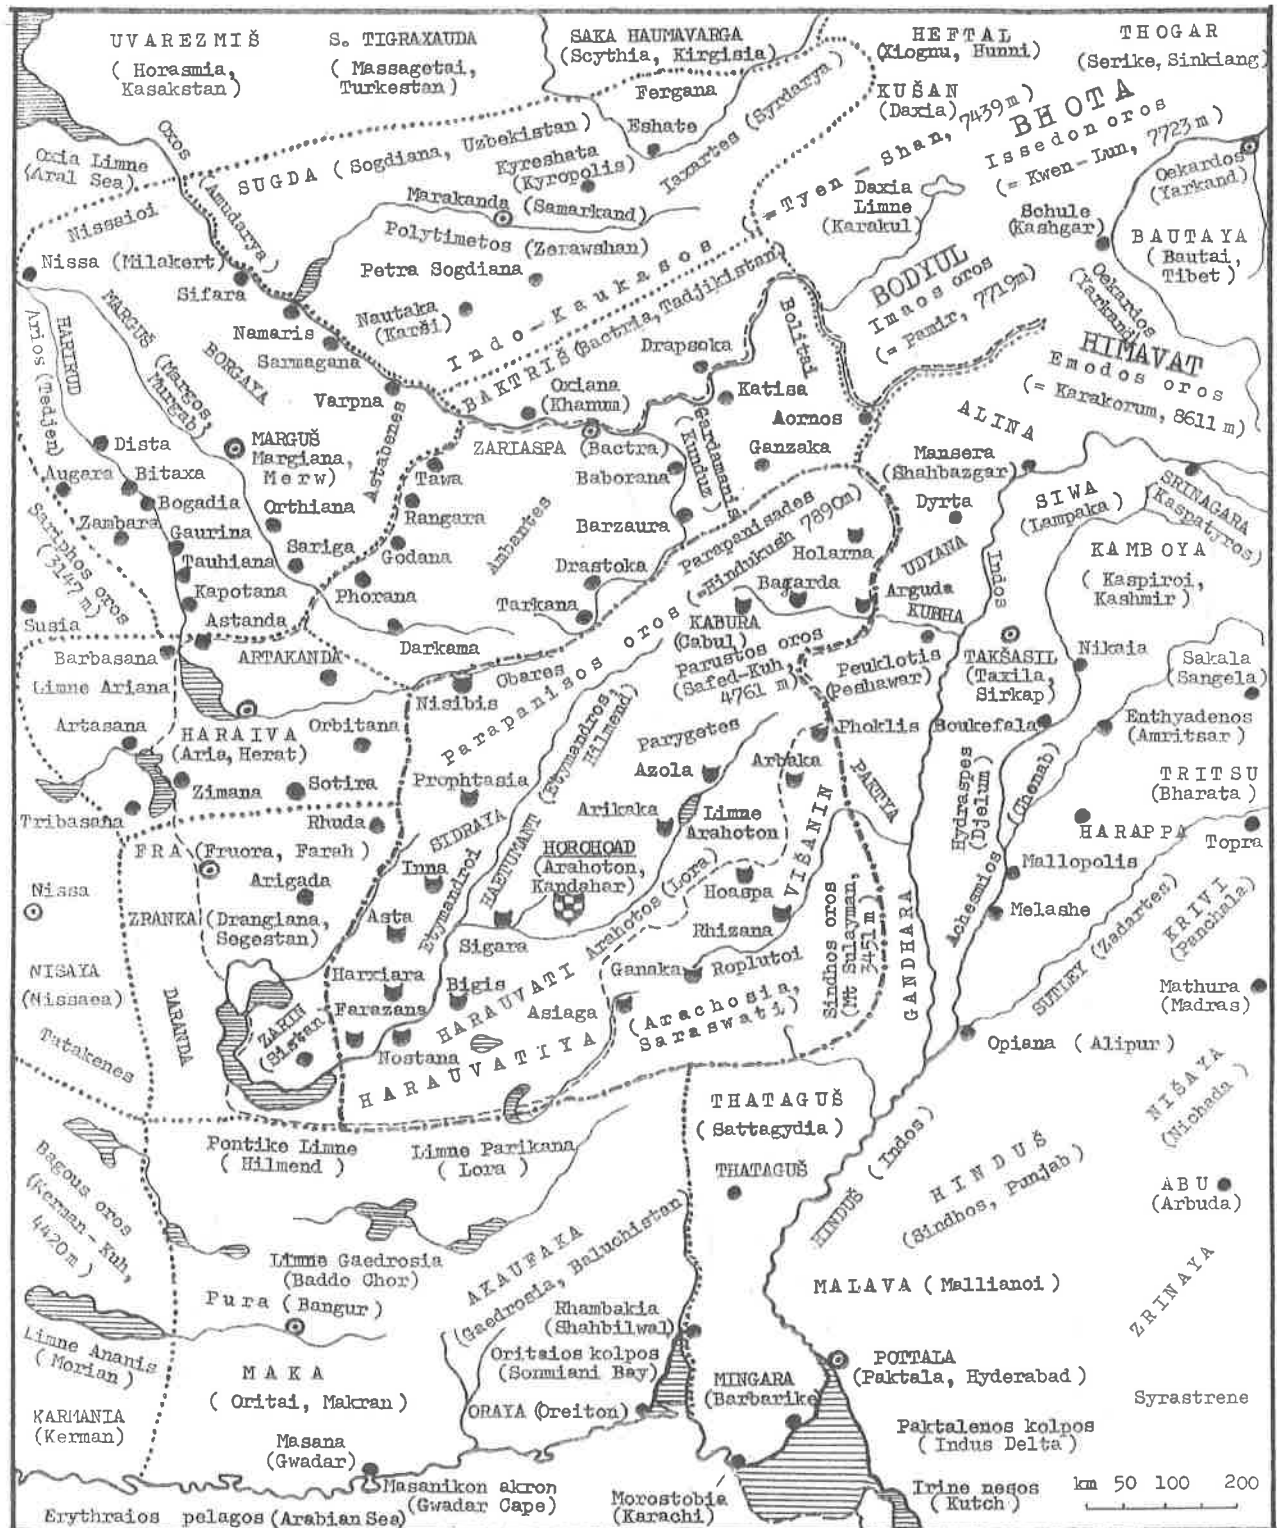 UVAREZMIŠ
( Horasmia,
Kasakstan )
S. TIGRAXAUDA
( Massagetai,
Turkestan )
SAKA HAUMAVARGA
(Scythia, Kirgisia)
HEFTAL
(Xiognu, Hunni)
THOGAR
(Serike, Sinkiang)
Fergana
Eshate
KUŠAN
(Daxia)
BHOTA
Issedon oros
(= Kwen-Lun, 7723 m)
(= Tyen - Shan, 7439 m)
Iaxartes (Syrdarya)
Oxos
(Amudarya)
Oxia Limne
(Aral Sea)
SUGDA ( Sogdiana, Uzbekistan )
Kyreshata
(Kyropolis)
Marakanda
(Samarkand)
Daxia
Limne
(Karakul)
Schule
(Kashgar)
Oekardos
(Yarkand)
BAUTAYA
( Bautai,
Tibet )
Nissaioi
Polytimetos (Zerawshan)
Nissa (Milakert)
Petra Sogdiana
Sifara
Nautaka
(Karši)
Namaris
Sarmagana
Indo-Kaukasos
BAKTRIŠ (Bactria, Tadjikistan)
Bolitai
BODYUL
Imaos oros
(= Pamir, 7719m)
Oekardos
(Yarkand)
HIMAVAT
Emodos oros
(= Karakorum, 8611 m)
HARIRUD
Arios (Tedjen)
MARGUŠ
(Margos,
Murgab)
BORGAYA
Drapsoka
Varpna
Oxiana
(Khanum)
Katisa
Aornos
ALINA
Dista
MARGUŠ
Margiana,
Merw)
Astabenes
ZARIASPA (Bactra)
Gardamanis
(Kunduz)
Ganzaka
Mansera
(Shahbazgar)
Augara
Bitaxa
Tawa
Baborana
SRINAGARA
(Kaspatyros)
Bogadia
Orthiana
Rangara
Dyrta
SIWA
(Lampaka)
Zambara
Gaurina
Ambantes
Barzaura
Parapanisades
(=Hindukush 7890m)
KAMBOYA
( Kaspiroi,
Kashmir )
Sariphos oros
(3147 m)
Sariga
Godana
Holarna
UDYANA
Indos
Tauhiana
Drastoka
Bagarda
Arguda
Kapotana
Phorana
Tarkana
KUBHA
Susia
Astanda
KABURA
(Cabul)
Barbasana
ARTAKANDA
Darkama
Parustos oros
(Safed-Kuh,
4761 m)
Peuklotis
(Peshawar)
TAKŠASIL
(Taxila,
Sirkap)
Nikaia
Sakala
(Sangela)
Limne Ariana
Obares
Nisibis
Parapanisos oros
Artasana
Orbitana
HARAIVA
(Aria, Herat)
(Etymandros,
Hilmend)
Parygetes
Phoklis
Boukefala
Enthyadenos
(Amritsar)
Zimana
Sotira
Prophtasia
Azola
Arbaka
PAKTYA
Hydraspes
(Djelum)
(Chenab)
TRITSU
(Bharata)
Tribasana
Rhuda
SIDRAYA
Arikaka
Limne
Arahoton
HARAPPA
Topra
FRA (Fruora, Farah)
HAETUMANT
HOROHOAD
(Arahoton,
Kandahar)
VIŠANIN
Mallopolis
Inna
Arigada
Etymandroi
Hoaspa
Nissa
ZRANKA (Drangiana,
Segestan)
Asta
Arahotos (Lora)
Rhizana
Sindhos oros
(Mt Sulayman,
3451 m)
GANDHARA
Achesmios
Melashe
KRIVI
(Panchala)
Sigara
Harxiara
Ganaka
Roplutoi
SUTLEY (Zadartes)
NISAYA
(Nissaea)
Bigis
Mathura
(Madras)
DARANDA
ZARIN
(Sistan)
Farazana
Asiaga
HARAUVATI
HARAUVATIYA
(Arachosia,
Saraswati)
Nostana
Opiana (Alipur)
Tatakenes
THATAGUŠ
( Sattagydia )
NIŠAYA
(Nichada)
Pontike Limne
( Hilmend )
Limne Parikana
( Lora )
THATAGUŠ
HINDUŠ (Indos)
HINDUŠ
(Sindhos, Punjab)
ABU
(Arbuda)
Bagous oros
(Kerman-Kuh,
4420 m)
Limne Gaedrosia
(Baddo Chor)
AKAUFAKA
(Gaedrosia, Baluchistan)
MALAVA ( Mallianoi )
ZRINAYA
Pura ( Bangur )
Rhambakia
(Shahbilwal)
Limne Ananis
( Morian )
Oritaios kolpos
(Sonmiani Bay)
POTTALA
(Paktala, Hyderabad)
MAKA
( Oritai, Makran)
MINGARA
(Barbarike)
Syrastrene
KARMANIA
(Kerman)
ORAYA (Oreiton)
Paktalenos kolpos
( Indus Delta)
Masana
(Gwadar)
Masanikon akron
(Gwadar Cape)
Morostobia
(Karachi)
Irine nesos
( Kutch )
km 50 100 200
Erythraios pelagos (Arabian Sea)